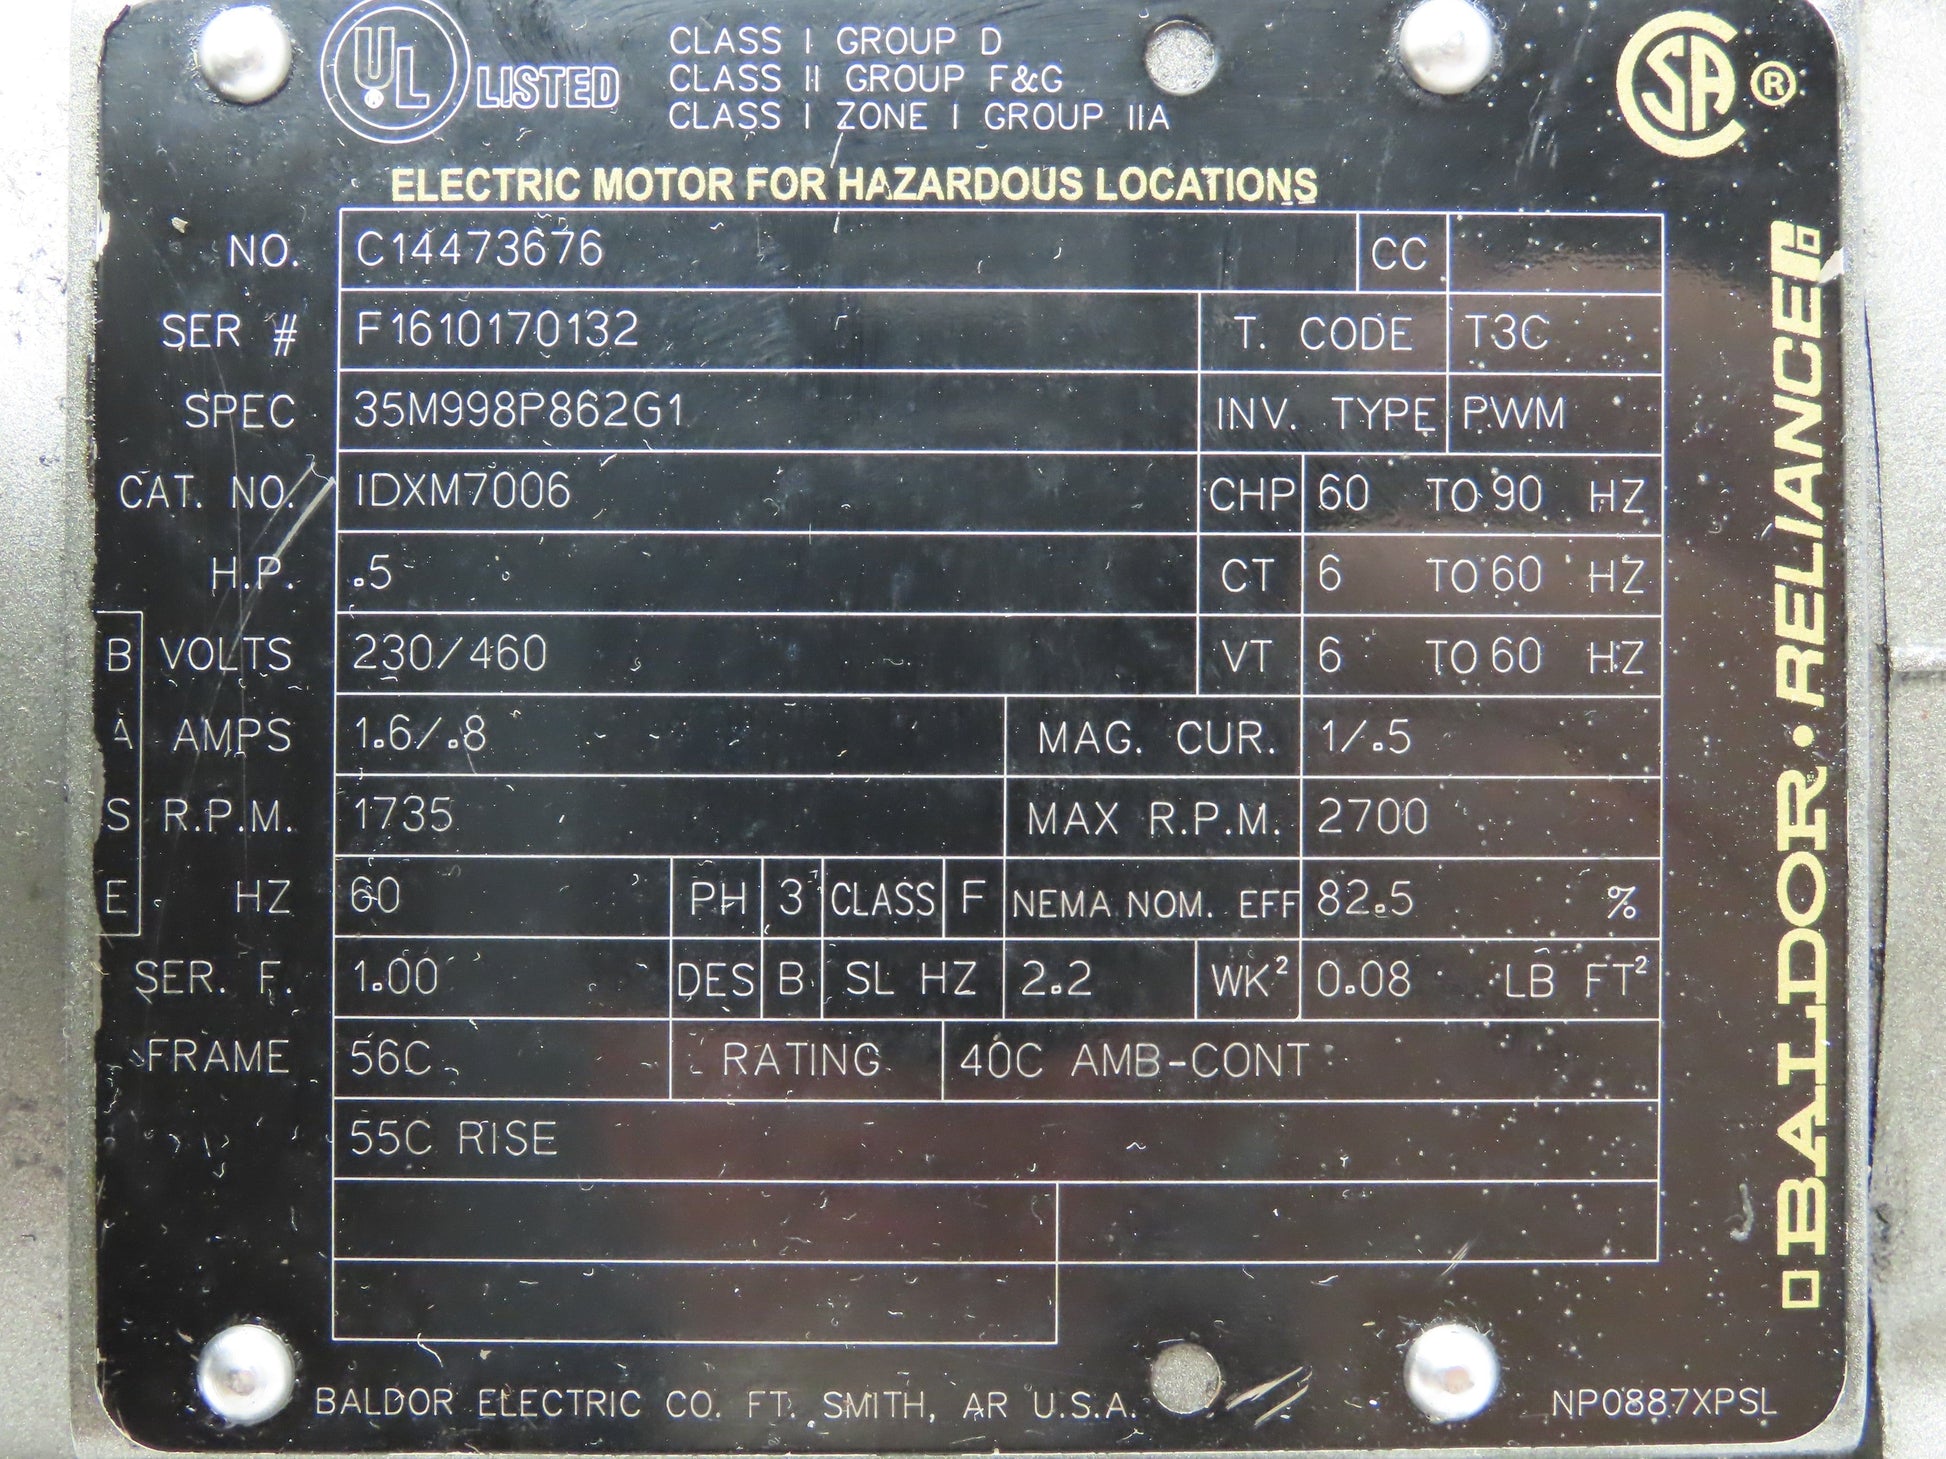 UL LISTED
CLASS I GROUP D
CLASS II GROUP F&G
CLASS I ZONE I GROUP IIA
SA ®
ELECTRIC MOTOR FOR HAZARDOUS LOCATIONS
NO. C14473676 CC
SER # F1610170132 T. CODE T3C
SPEC 35M998P862G1 INV. TYPE PWM
CAT. NO. IDXM7006 CHP 60 TO 90 HZ
H.P. .5 CT 6 TO 60 HZ
VOLTS 230/460 VT 6 TO 60 HZ
AMPS 1.6/.8 MAG. CUR. 1/.5
R.P.M. 1735 MAX R.P.M. 2700
HZ 60 PH 3 CLASS F NEMA NOM. EFF 82.5 %
SER. F. 1.00 DES B SL HZ 2.2 WK² 0.08 LB FT²
FRAME 56C RATING 40C AMB-CONT
55C RISE
BASE
BALDOR • RELIANCE
BALDOR ELECTRIC CO. FT. SMITH, AR U.S.A.
NP0887XPSL